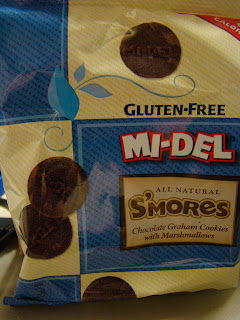 GLUTEN-FREE
MI-DEL
ALL NATURAL
S'MORES
Chocolate Graham Cookies
with Marshmallows